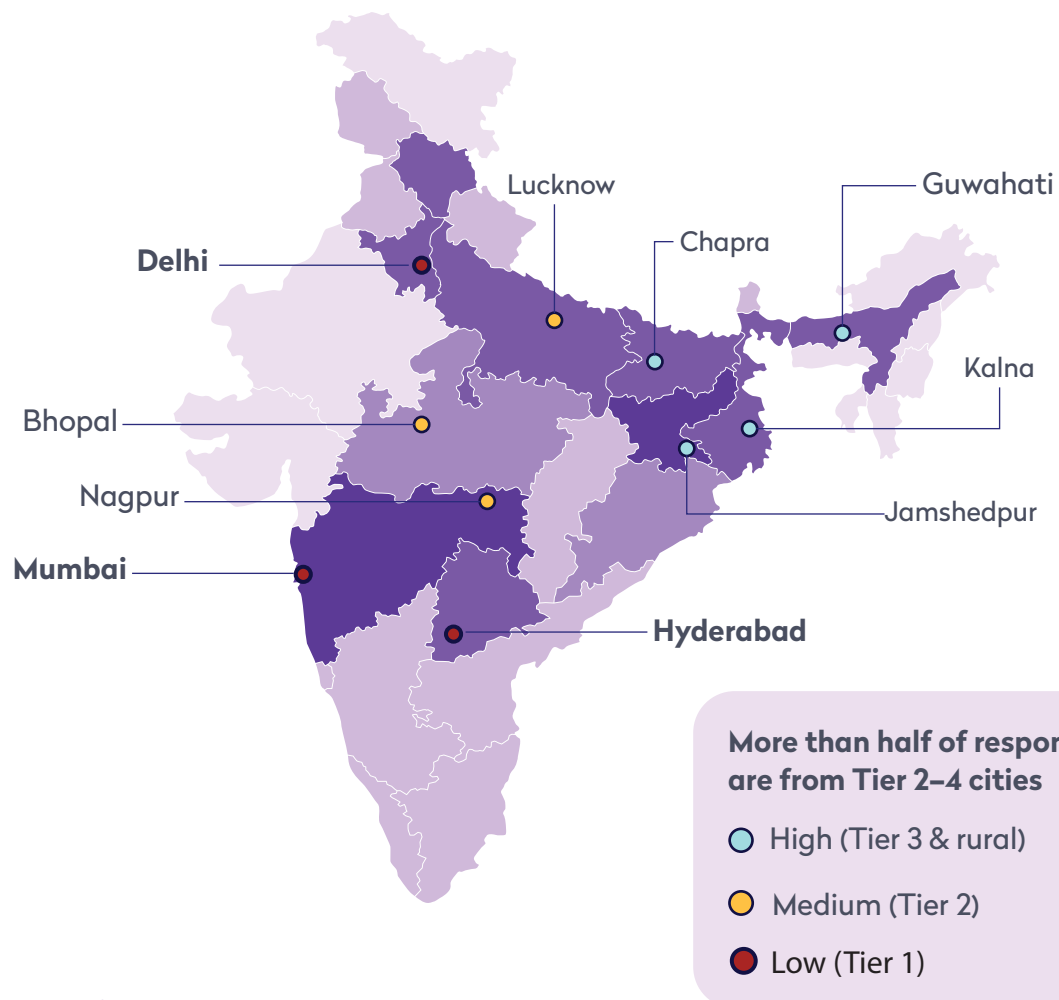 Lucknow
Guwahati
Chapra
Delhi
Kalna
Bhopal
Nagpur
Jamshedpur
Mumbai
Hyderabad
More than half of
are from Tier 2–4 cities
High (Tier 3 & rural)
Medium (Tier 2)
Low (Tier 1)